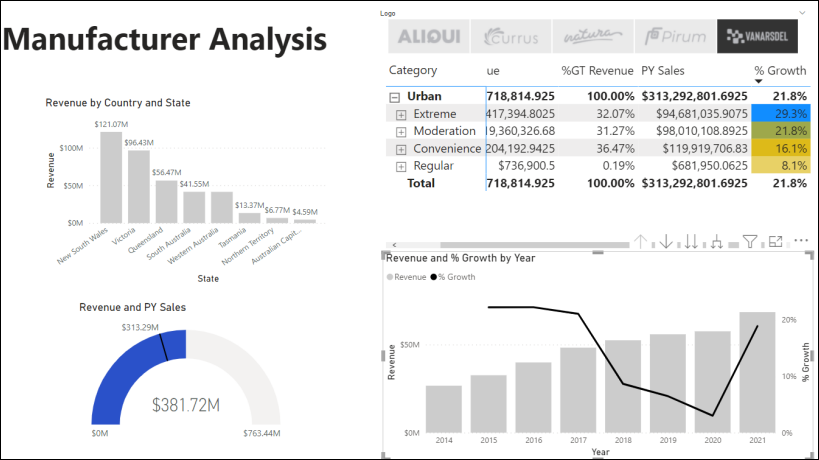 Manufacturer Analysis
Logo
ALIQUI
currus
natura
Pirum
VANARSDEL
Category ue %GT Revenue PY Sales % Growth
Urban 718,814.925 100.00% $313,292,801.6925 21.8%
Extreme 417,394.8025 32.07% $94,681,035.9075 29.3%
Moderation 19,360,326.68 31.27% $98,010,108.8925 21.8%
Convenience 204,192.9425 36.47% $119,919,706.83 16.1%
Regular $736,900.5 0.19% $681,950.0625 8.1%
Total 718,814.925 100.00% $313,292,801.6925 21.8%
Revenue by Country and State
$121.07M
$96.43M
$56.47M
$41.55M
$13.37M
$6.77M
$4.59M
$100M
$50M
$0M
Revenue
New South Wales
Victoria
Queensland
South Australia
Western Australia
Tasmania
Northern Territory
Australian Capit...
State
Revenue and PY Sales
$313.29M
$381.72M
$0M
$763.44M
Revenue and % Growth by Year
Revenue % Growth
$50M
$0M
Revenue
20%
10%
0%
% Growth
2014 2015 2016 2017 2018 2019 2020 2021
Year